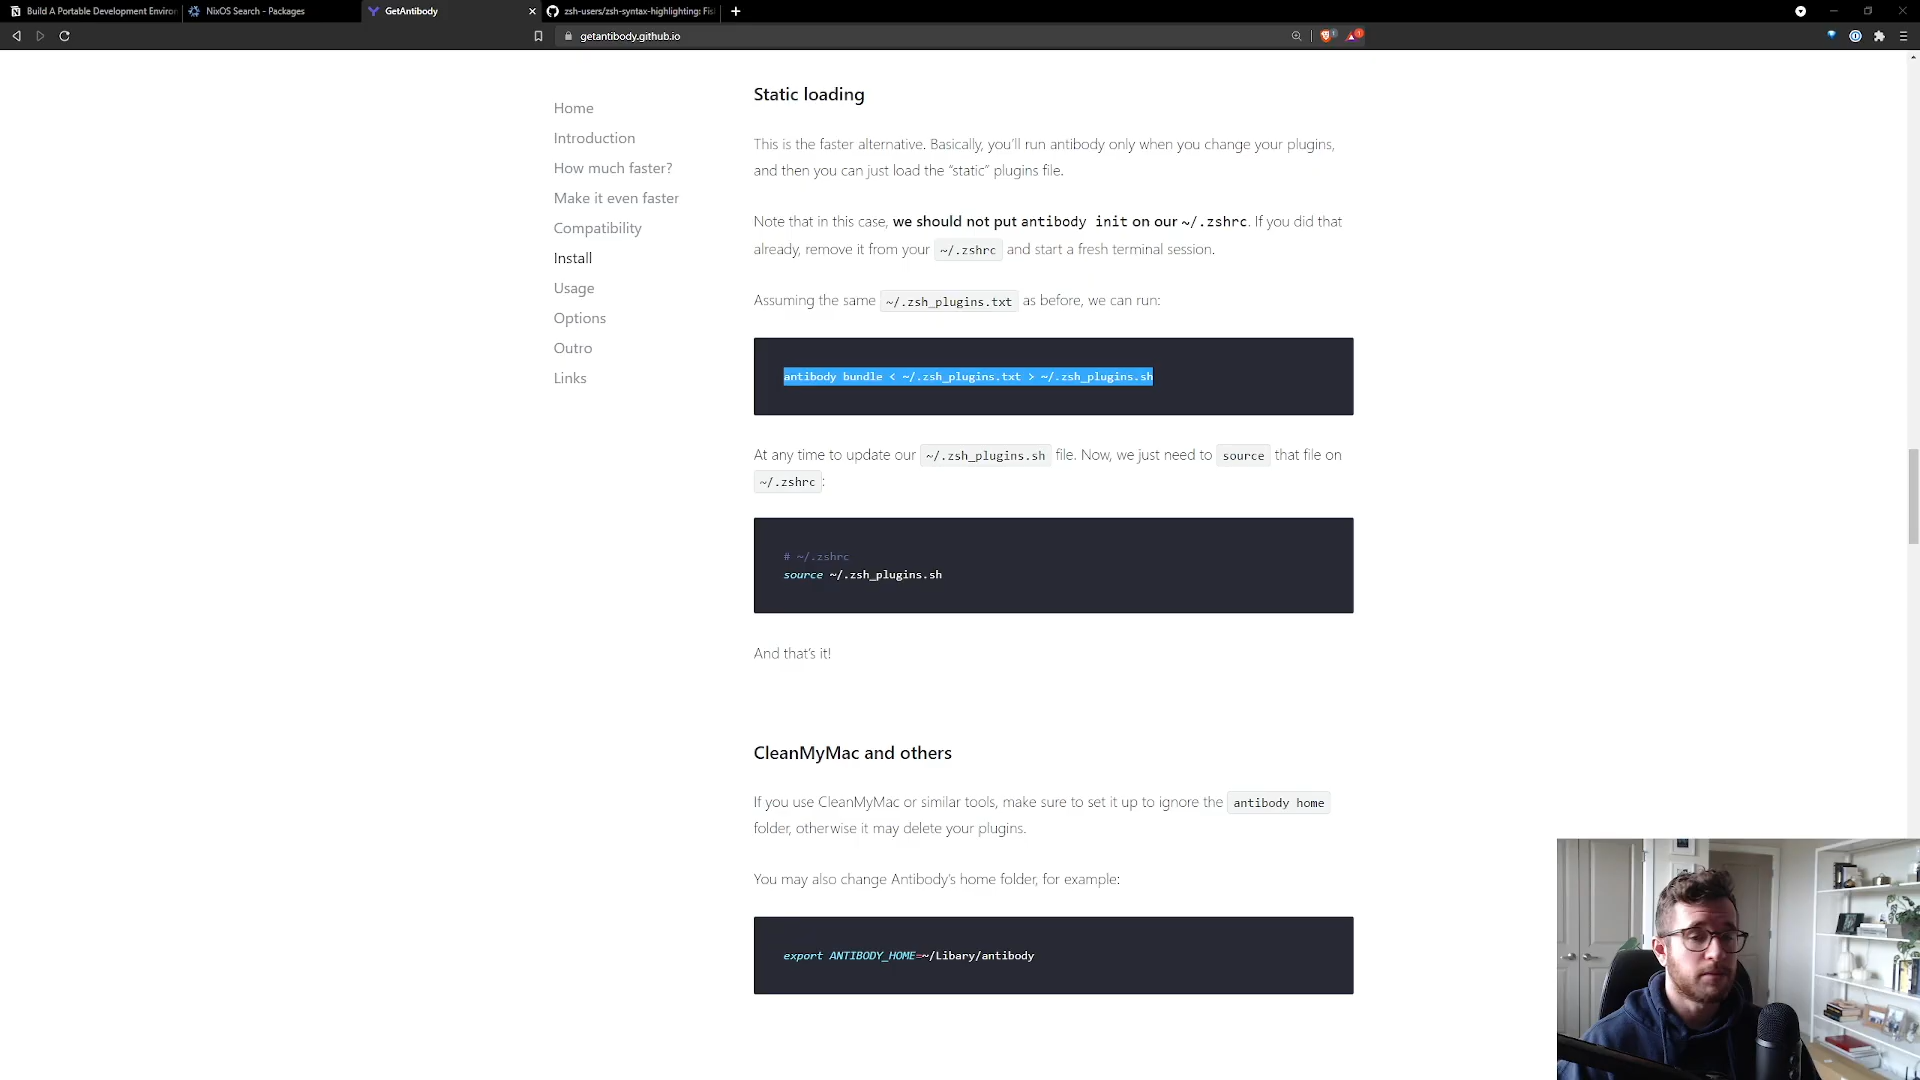 Build A Portable Development Environ
NixOS Search - Packages
GetAntibody
zsh-users/zsh-syntax-highlighting: Fis
getantibody.github.io
Home
Introduction
How much faster?
Make it even faster
Compatibility
Install
Usage
Options
Outro
Links
Static loading
This is the faster alternative. Basically, you’ll run antibody only when you change your plugins,
and then you can just load the “static” plugins file.
Note that in this case, we should not put antibody init on our ~/.zshrc. If you did that
already, remove it from your ~/.zshrc and start a fresh terminal session.
Assuming the same ~/.zsh_plugins.txt as before, we can run:
antibody bundle < ~/.zsh_plugins.txt > ~/.zsh_plugins.sh
At any time to update our ~/.zsh_plugins.sh file. Now, we just need to source that file on
~/.zshrc:
# ~/.zshrc
source ~/.zsh_plugins.sh
And that’s it!
CleanMyMac and others
If you use CleanMyMac or similar tools, make sure to set it up to ignore the antibody home
folder, otherwise it may delete your plugins.
You may also change Antibody’s home folder, for example:
export ANTIBODY_HOME=~/Libary/antibody